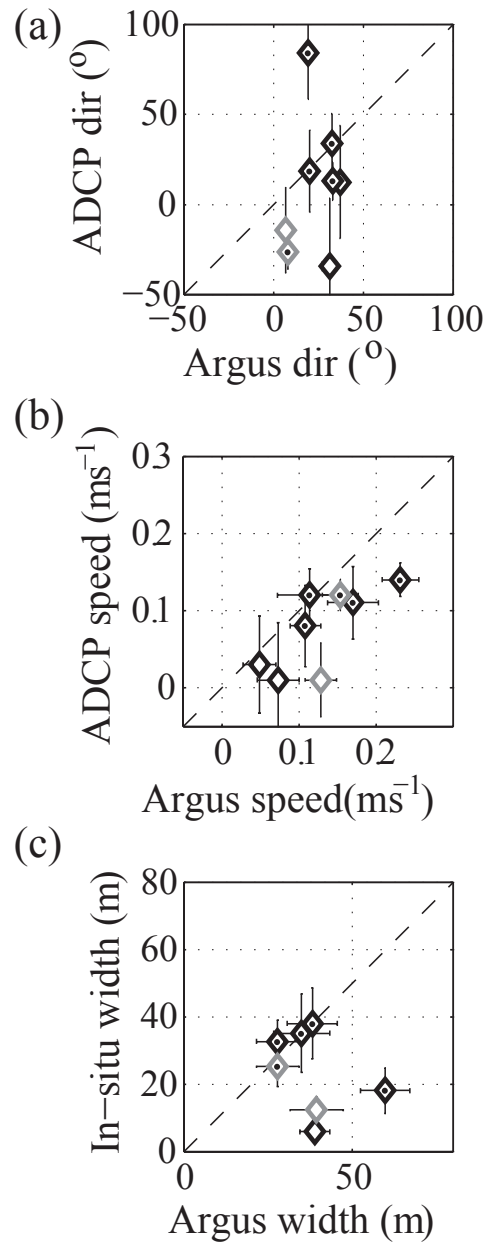 (a)
100
50
0
−50
ADCP dir (°)
−50 0 50 100
Argus dir (°)
(b)
0.3
0.2
0.1
0
ADCP speed (ms⁻¹)
0 0.1 0.2
Argus speed(ms⁻¹)
(c)
80
60
40
20
0
In−situ width (m)
0 50
Argus width (m)